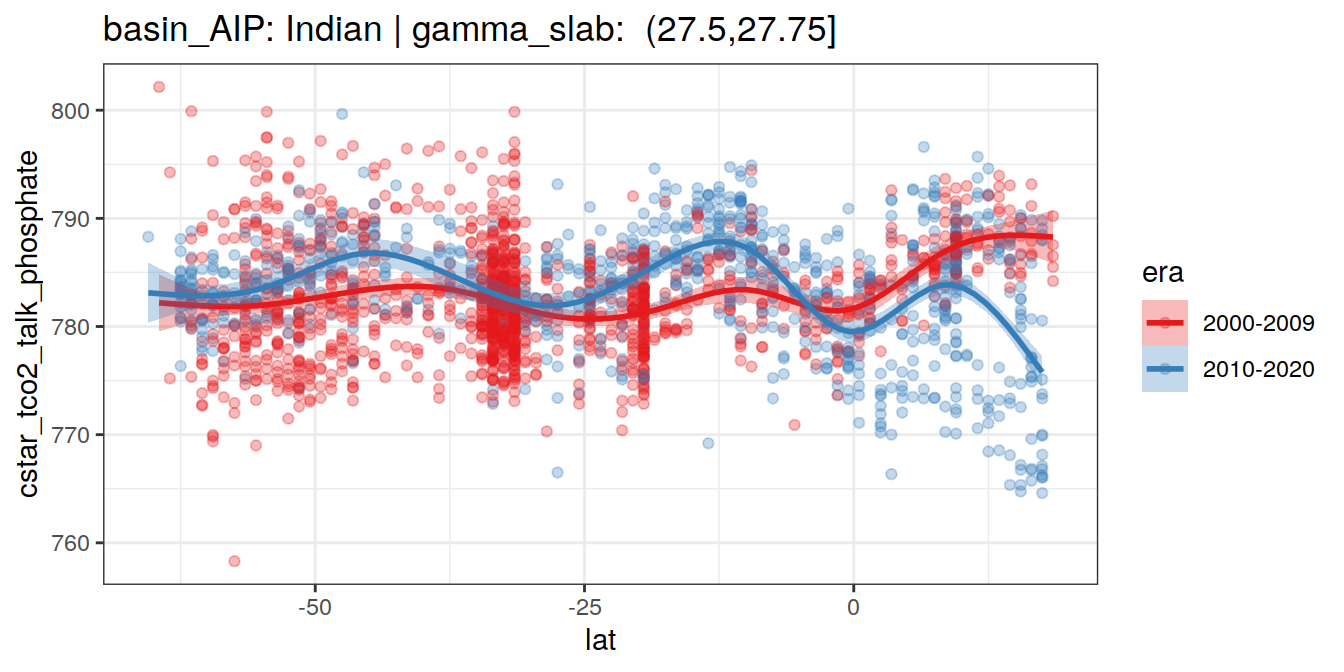 basin_AIP: Indian | gamma_slab:  (27.5,27.75]
cstar_tco2_talk_phosphate
800
790
780
770
760
-50
-25
0
lat
era
2000-2009
2010-2020